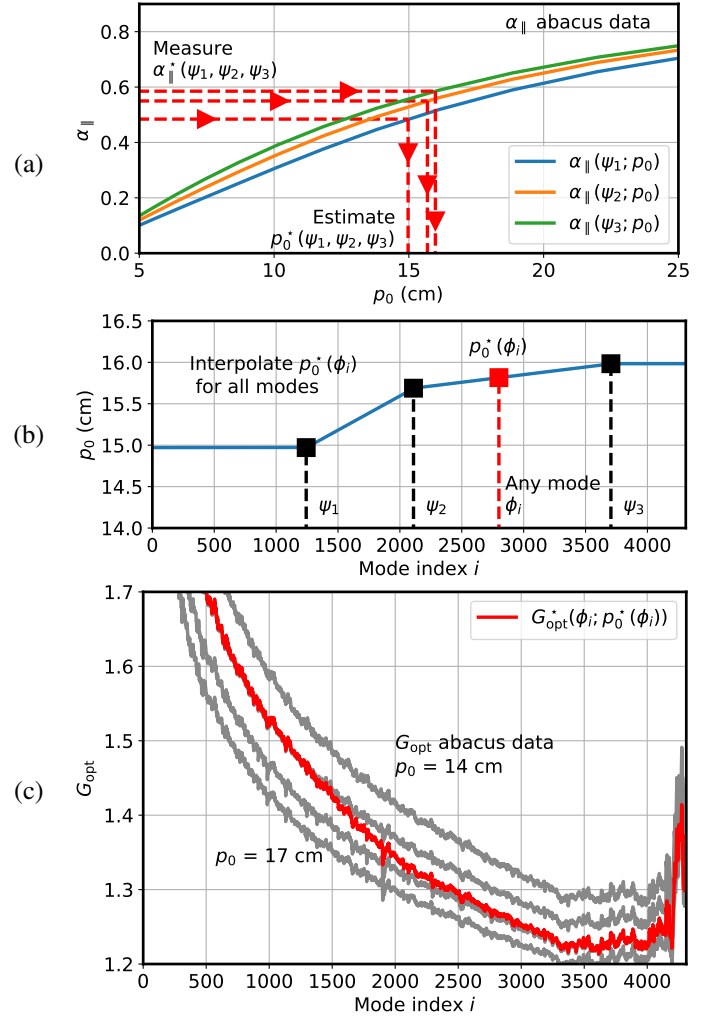 (a)
0.8
0.6
0.4
0.2
0.0
α∥
α∥ abacus data
Measure
α∥⋆(ψ₁, ψ₂, ψ₃)
Estimate
p₀⋆(ψ₁, ψ₂, ψ₃)
α∥(ψ₁; p₀)
α∥(ψ₂; p₀)
α∥(ψ₃; p₀)
5 10 15 20 25
p₀ (cm)
(b)
16.5
16.0
15.5
15.0
14.5
14.0
p₀ (cm)
Interpolate p₀⋆(ϕᵢ)
for all modes
p₀⋆(ϕᵢ)
Any mode
ϕᵢ
ψ₁ ψ₂ ψ₃
0 500 1000 1500 2000 2500 3000 3500 4000
Mode index i
(c)
1.7
1.6
1.5
1.4
1.3
1.2
G_opt
G_opt⋆(ϕᵢ; p₀⋆(ϕᵢ))
G_opt abacus data
p₀ = 14 cm
p₀ = 17 cm
0 500 1000 1500 2000 2500 3000 3500 4000
Mode index i